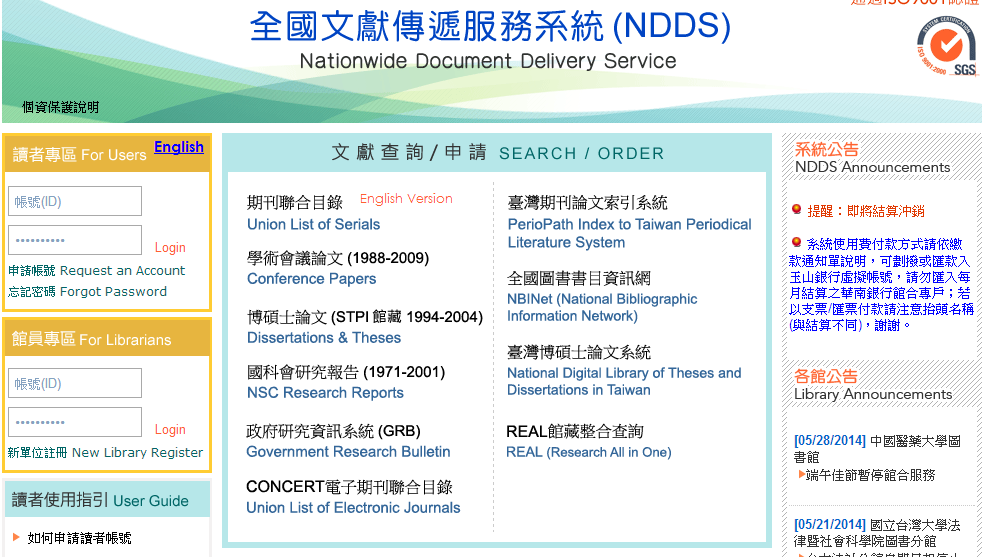 通過ISO9001認證
全國文獻傳遞服務系統 (NDDS)
Nationwide Document Delivery Service
SYSTEM CERTIFICATION
ISO 9001:2000
SGS
個資保護說明
讀者專區 For Users
English
帳號(ID)
••••••••••
Login
申請帳號 Request an Account
忘記密碼 Forgot Password
館員專區 For Librarians
帳號(ID)
••••••••••
Login
新單位註冊 New Library Register
讀者使用指引 User Guide
如何申請讀者帳號
文獻查詢/申請 SEARCH / ORDER
期刊聯合目錄 English Version
Union List of Serials
學術會議論文 (1988-2009)
Conference Papers
博碩士論文 (STPI 館藏 1994-2004)
Dissertations & Theses
國科會研究報告 (1971-2001)
NSC Research Reports
政府研究資訊系統 (GRB)
Government Research Bulletin
CONCERT電子期刊聯合目錄
Union List of Electronic Journals
臺灣期刊論文索引系統
PerioPath Index to Taiwan Periodical
Literature System
全國圖書書目資訊網
NBINet (National Bibliographic
Information Network)
臺灣博碩士論文系統
National Digital Library of Theses and
Dissertations in Taiwan
REAL館藏整合查詢
REAL (Research All in One)
系統公告
NDDS Announcements
提醒：即將結算沖銷
系統使用費付款方式請依繳
款通知單說明，可劃撥或匯款入
玉山銀行虛擬帳號，請勿匯入每
月結算之華南銀行館合專戶；若
以支票/匯票付款請注意抬頭名稱
(與結算不同)，謝謝。
各館公告
Library Announcements
[05/28/2014] 中國醫藥大學圖
書館
端午佳節暫停館合服務
[05/21/2014] 國立台灣大學法
律暨社會科學院圖書分館